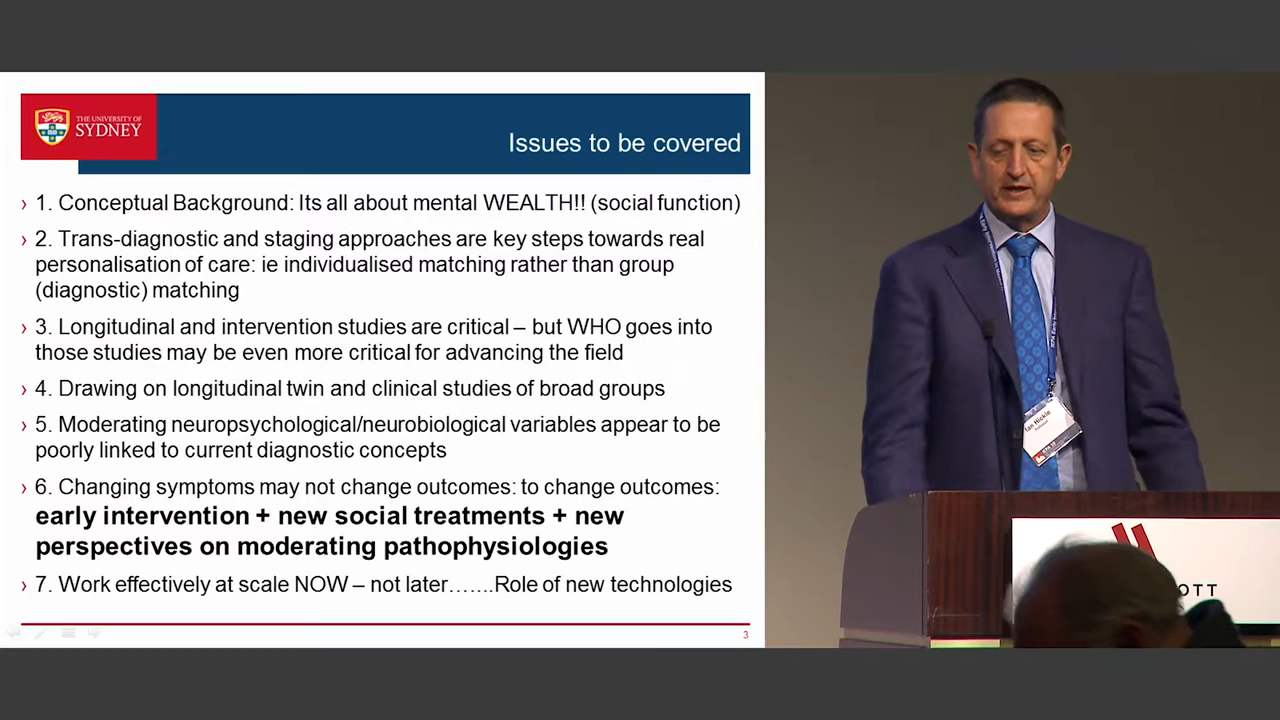 THE UNIVERSITY OF
SYDNEY
Issues to be covered
› 1. Conceptual Background: Its all about mental WEALTH!! (social function)
› 2. Trans-diagnostic and staging approaches are key steps towards real
personalisation of care: ie individualised matching rather than group
(diagnostic) matching
› 3. Longitudinal and intervention studies are critical – but WHO goes into
those studies may be even more critical for advancing the field
› 4. Drawing on longitudinal twin and clinical studies of broad groups
› 5. Moderating neuropsychological/neurobiological variables appear to be
poorly linked to current diagnostic concepts
› 6. Changing symptoms may not change outcomes: to change outcomes:
early intervention + new social treatments + new
perspectives on moderating pathophysiologies
› 7. Work effectively at scale NOW – not later…….Role of new technologies
3
Ian Hickie
Professor
OTT